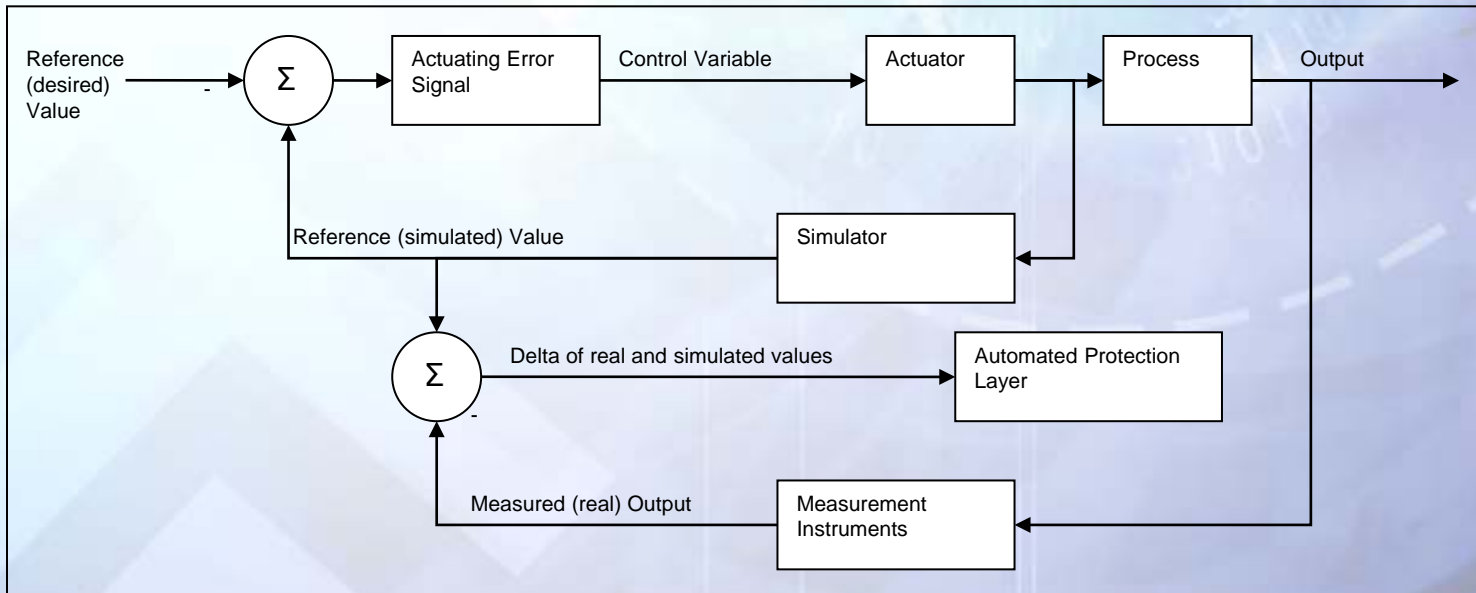 Reference
(desired)
Value
-
Σ
Actuating Error
Signal
Control Variable
Actuator
Process
Output
Reference (simulated) Value
Simulator
Σ
-
Delta of real and simulated values
Automated Protection
Layer
Measured (real) Output
Measurement
Instruments